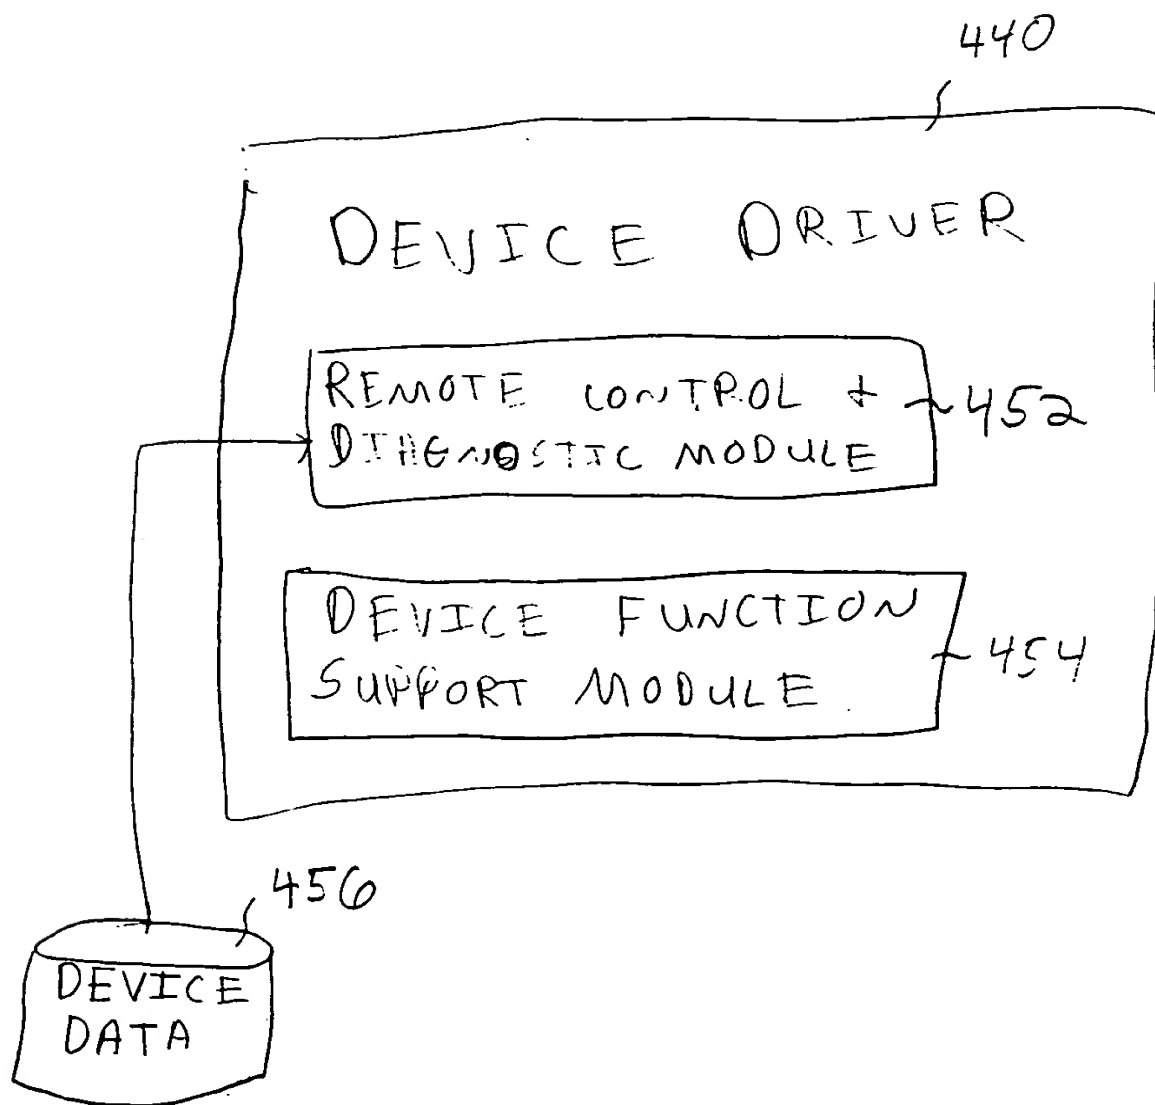 440
DEVICE DRIVER
REMOTE CONTROL +
DIAGNOSTIC MODULE
452
DEVICE FUNCTION
SUPPORT MODULE
454
456
DEVICE
DATA